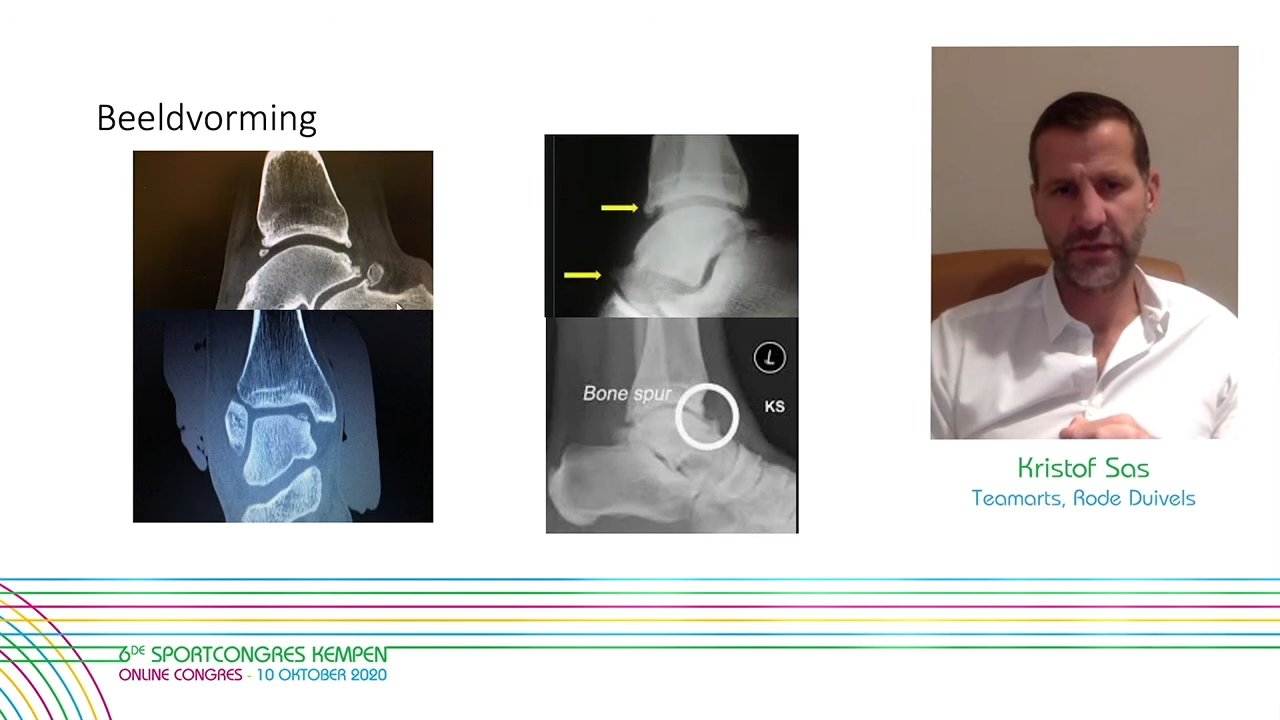 Beeldvorming
Bone spur
L
KS
Kristof Sas
Teamarts, Rode Duivels
6DE SPORTCONGRES KEMPEN
ONLINE CONGRES - 10 OKTOBER 2020